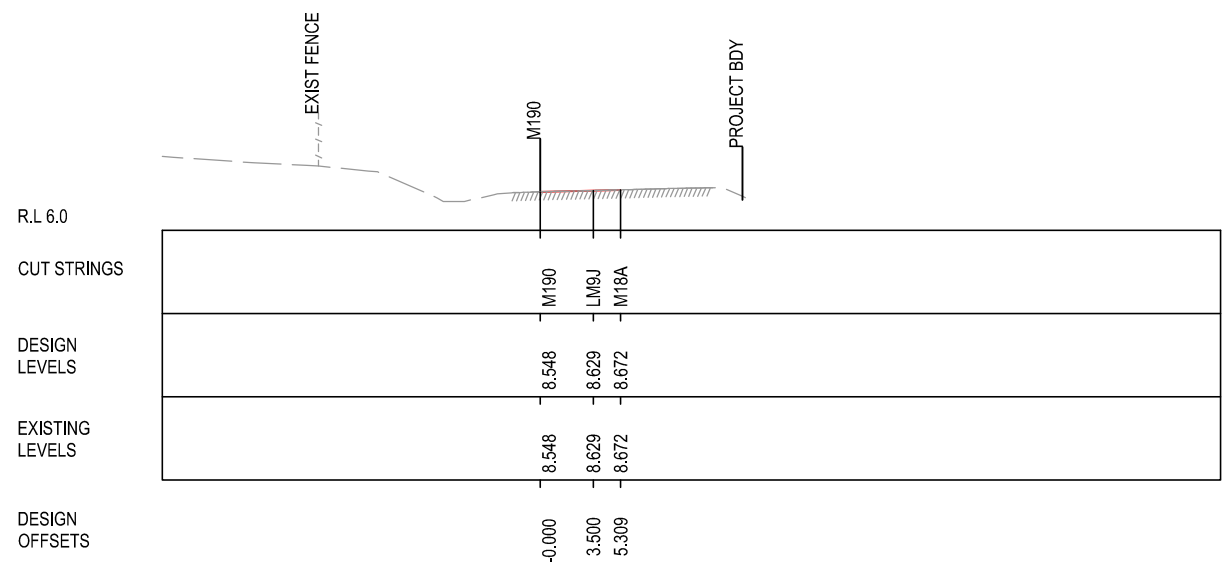 EXIST FENCE
M190
PROJECT BDY
R.L 6.0
CUT STRINGS
M190
LM9J
M18A
DESIGN
LEVELS
8.548
8.629
8.672
EXISTING
LEVELS
8.548
8.629
8.672
DESIGN
OFFSETS
-0.000
3.500
5.309